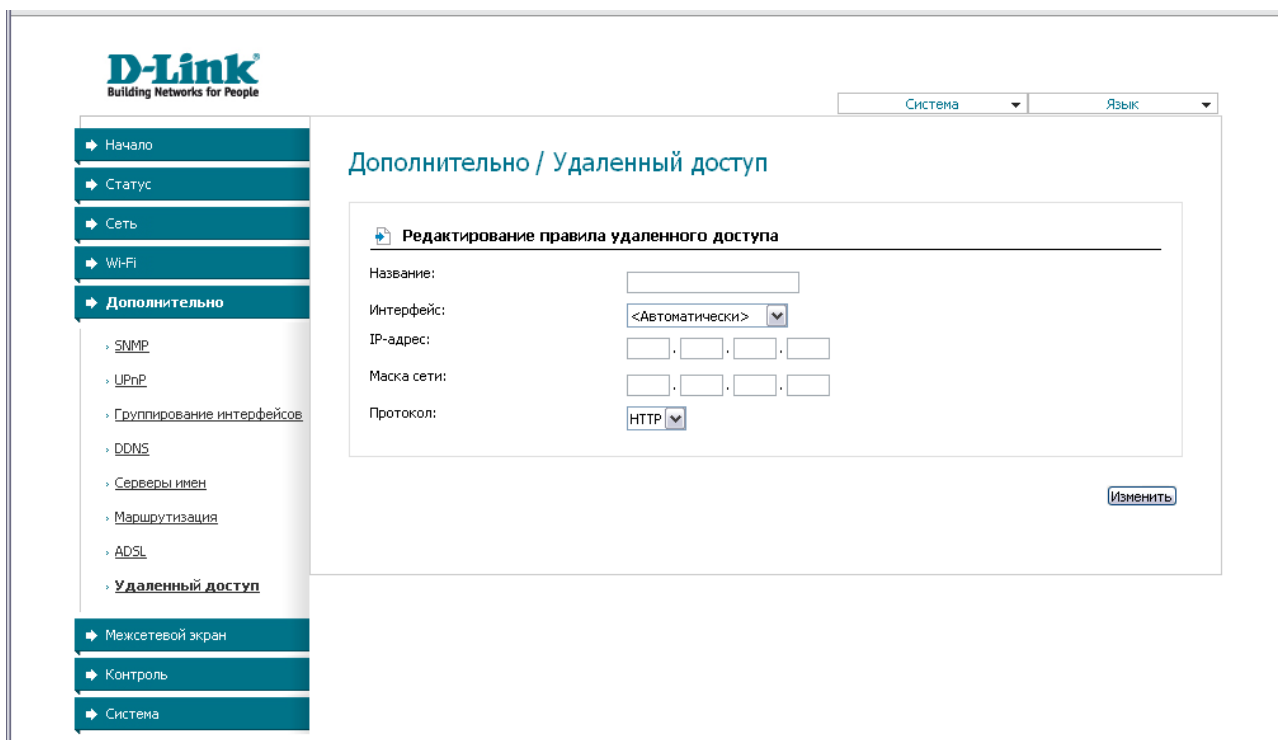 D-Link
Building Networks for People
Система
Язык
Начало
Статус
Сеть
Wi-Fi
Дополнительно
SNMP
UPnP
Группирование интерфейсов
DDNS
Серверы имен
Маршрутизация
ADSL
Удаленный доступ
Межсетевой экран
Контроль
Система
Дополнительно / Удаленный доступ
Редактирование правила удаленного доступа
Название:
Интерфейс: <Автоматически>
IP-адрес: . . .
Маска сети: . . .
Протокол: HTTP
Изменить